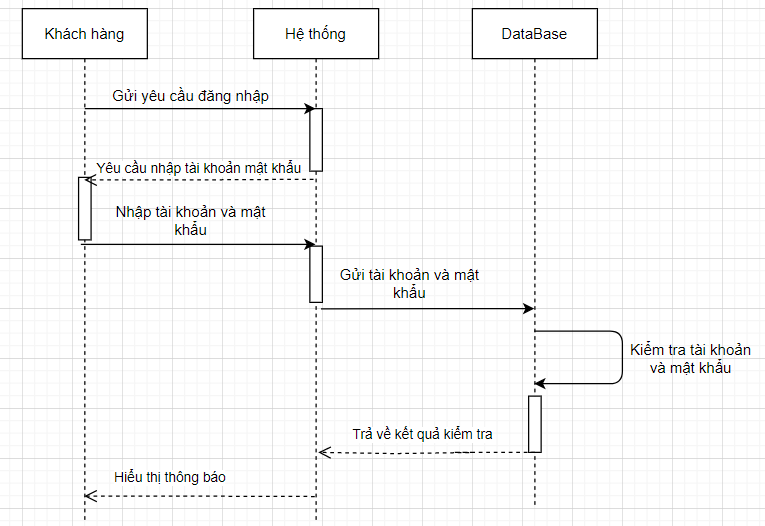 Khách hàng
Hệ thống
DataBase
Gửi yêu cầu đăng nhập
Yêu cầu nhập tài khoản mật khẩu
Nhập tài khoản và mật
khẩu
Gửi tài khoản và mật
khẩu
Kiểm tra tài khoản
và mật khẩu
Trả về kết quả kiểm tra
Hiểu thị thông báo